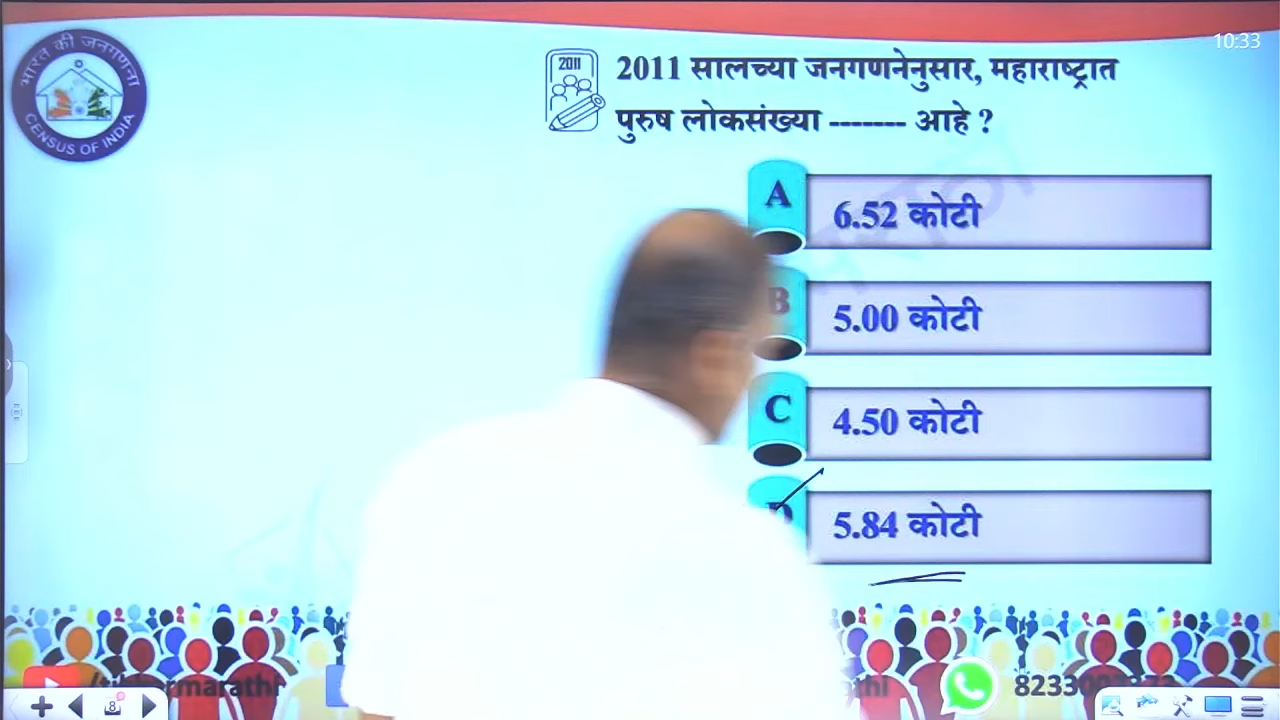 भारत की जनगणना
CENSUS OF INDIA
10:33
2011
2011 सालच्या जनगणनेनुसार, महाराष्ट्रात
पुरुष लोकसंख्या ------- आहे ?
A
6.52 कोटी
B
5.00 कोटी
C
4.50 कोटी
D
5.84 कोटी
8